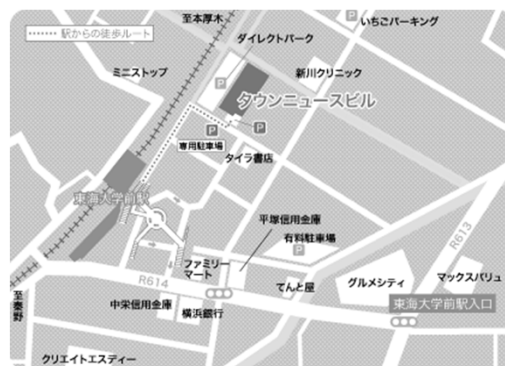 至本厚木
いちごパーキング
P
駅からの徒歩ルート
ダイレクトパーク
ミニストップ
新川クリニック
P
タウンニュースビル
P
P
専用駐車場
タイラ書店
東海大学前駅
平塚信用金庫
有料駐車場
P
R613
ファミリー
マート
R614
グルメシティ
マックスバリュ
てんと屋
至秦野
中栄信用金庫
横浜銀行
東海大学前駅入口
クリエイトエスディー